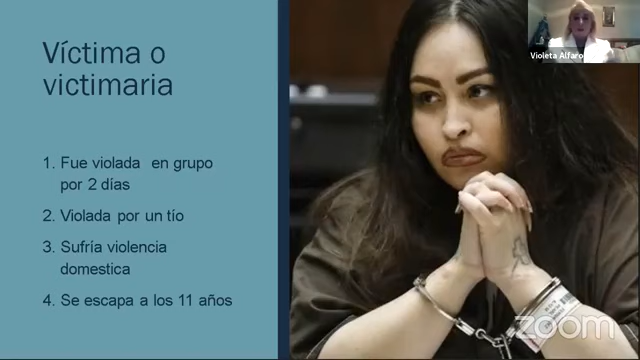 Víctima o
victimaria
1. Fue violada en grupo
por 2 días
2. Violada por un tío
3. Sufría violencia
domestica
4. Se escapa a los 11 años
Violeta Alfaro
zoom